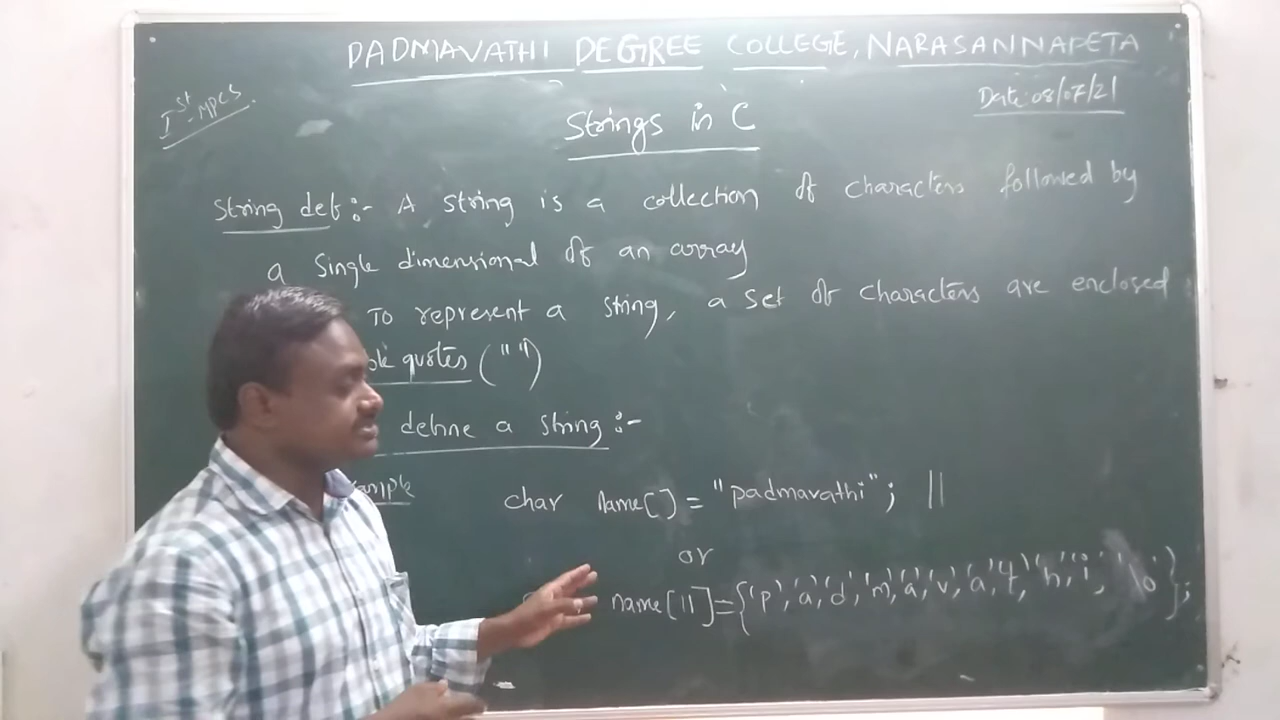 PADMAVATHI DEGREE COLLEGE, NARASANNAPETA
Ist MPCS.
Date: 08/07/21
Strings in C
String def:- A string is a collection of characters followed by
a single dimensional of an array
To represent a string, a set of characters are enclosed
quotes (" ")
define a string :-
char name[] = "padmavathi"; ||
or
name[11]={'p','a','d','m','a','v','a','t','h','i','\0'};